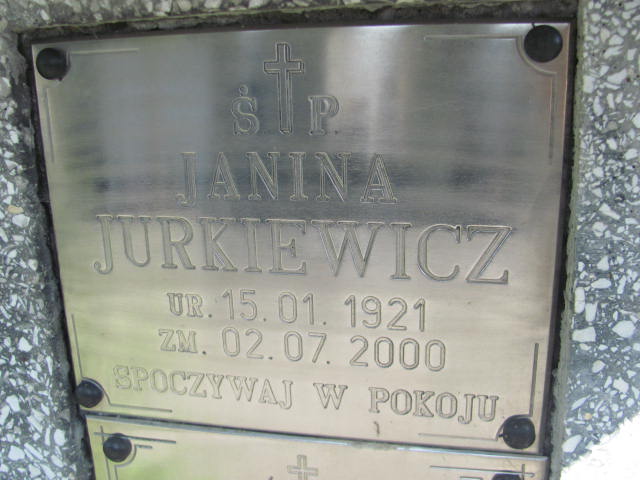 Ś. P.
JANINA
JURKIEWICZ
UR. 15.01.1921
ZM. 02.07.2000
SPOCZYWAJ W POKOJU